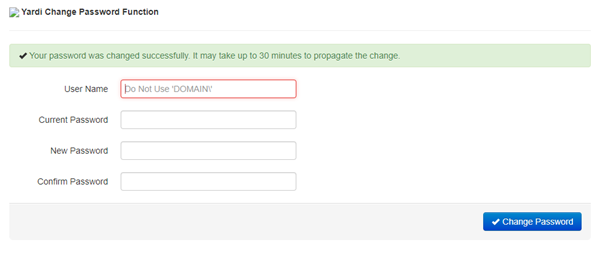 Yardi Change Password Function
Your password was changed successfully. It may take up to 30 minutes to propagate the change.
User Name
Do Not Use 'DOMAIN\'
Current Password
New Password
Confirm Password
Change Password